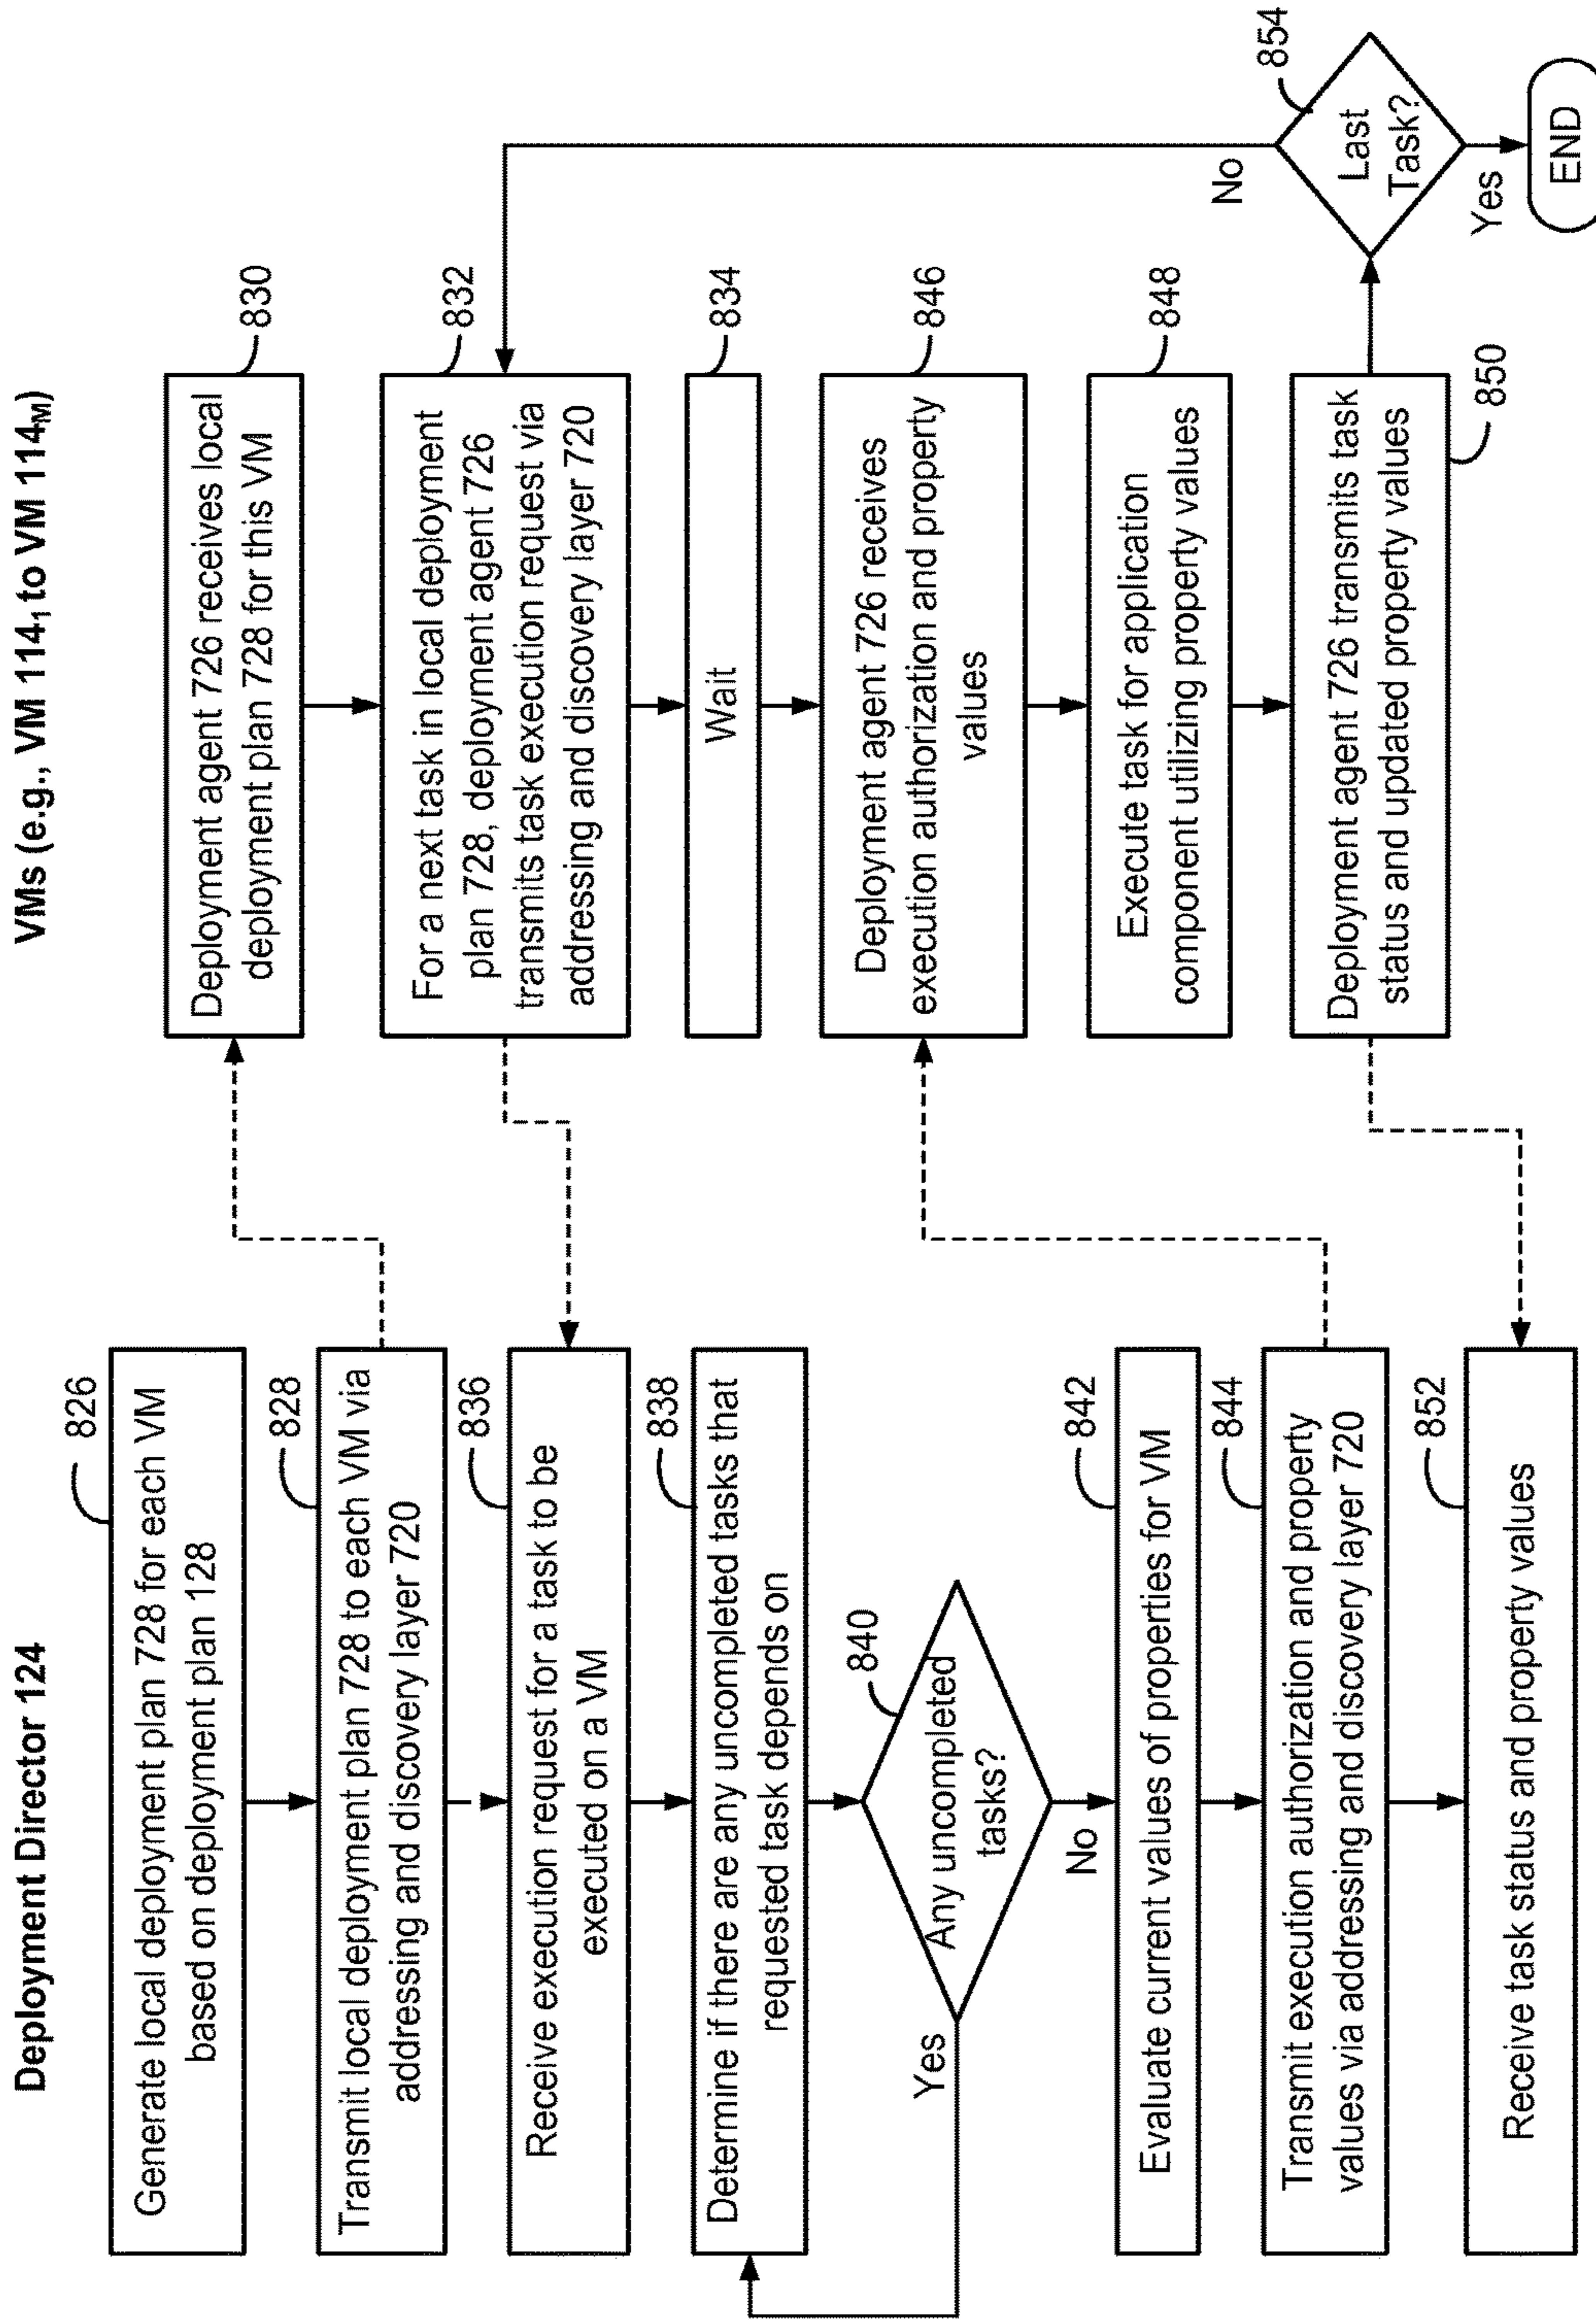 Deployment Director 124
826
Generate local deployment plan 728 for each VM
based on deployment plan 128
828
Transmit local deployment plan 728 to each VM via
addressing and discovery layer 720
836
Receive execution request for a task to be
executed on a VM
838
Determine if there are any uncompleted tasks that
requested task depends on
840
Any uncompleted
tasks?
Yes
No
842
Evaluate current values of properties for VM
844
Transmit execution authorization and property
values via addressing and discovery layer 720
852
Receive task status and property values
VMs (e.g., VM 114₁ to VM 114_M)
830
Deployment agent 726 receives local
deployment plan 728 for this VM
832
For a next task in local deployment
plan 728, deployment agent 726
transmits task execution request via
addressing and discovery layer 720
834
Wait
846
Deployment agent 726 receives
execution authorization and property
values
848
Execute task for application
component utilizing property values
850
Deployment agent 726 transmits task
status and updated property values
854
Last
Task?
No
Yes
END